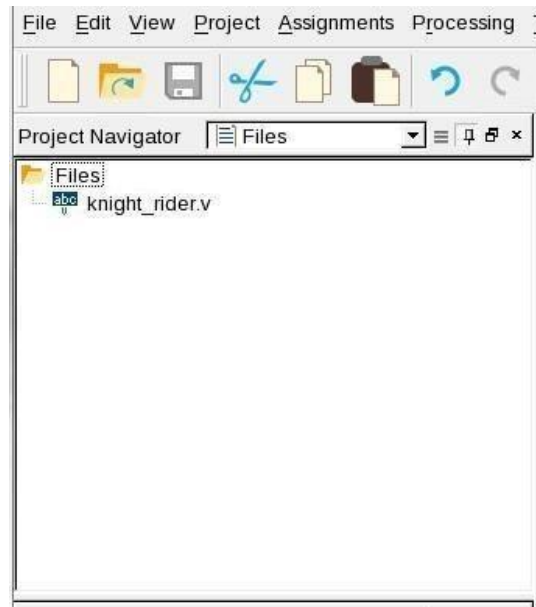 File Edit View Project Assignments Processing
Project Navigator Files
Files
abc knight_rider.v